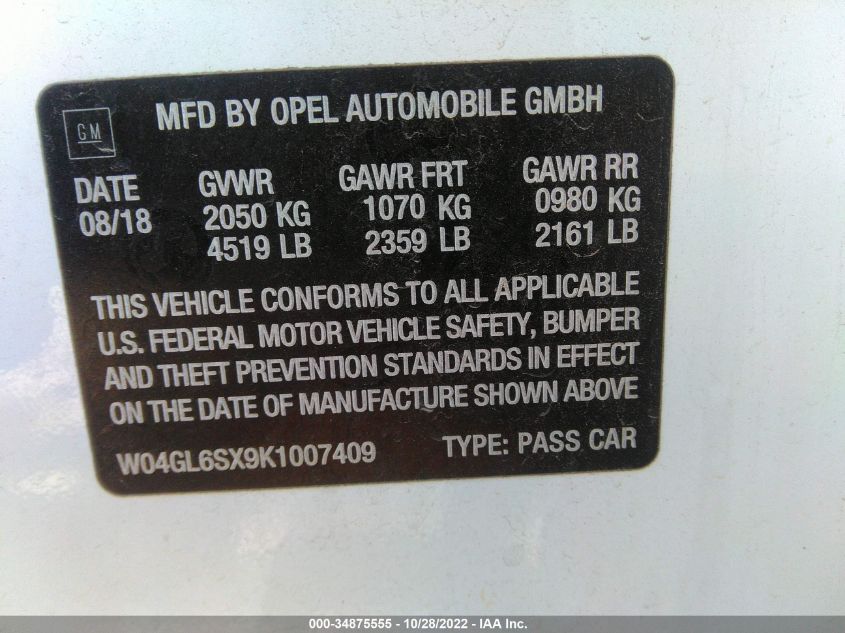 MFD BY OPEL AUTOMOBILE GMBH
GM
DATE GVWR GAWR FRT GAWR RR
08/18 2050 KG 1070 KG 0980 KG
4519 LB 2359 LB 2161 LB
THIS VEHICLE CONFORMS TO ALL APPLICABLE
U.S. FEDERAL MOTOR VEHICLE SAFETY, BUMPER
AND THEFT PREVENTION STANDARDS IN EFFECT
ON THE DATE OF MANUFACTURE SHOWN ABOVE
W04GL6SX9K1007409 TYPE: PASS CAR
000-34875555 - 10/28/2022 - IAA Inc.